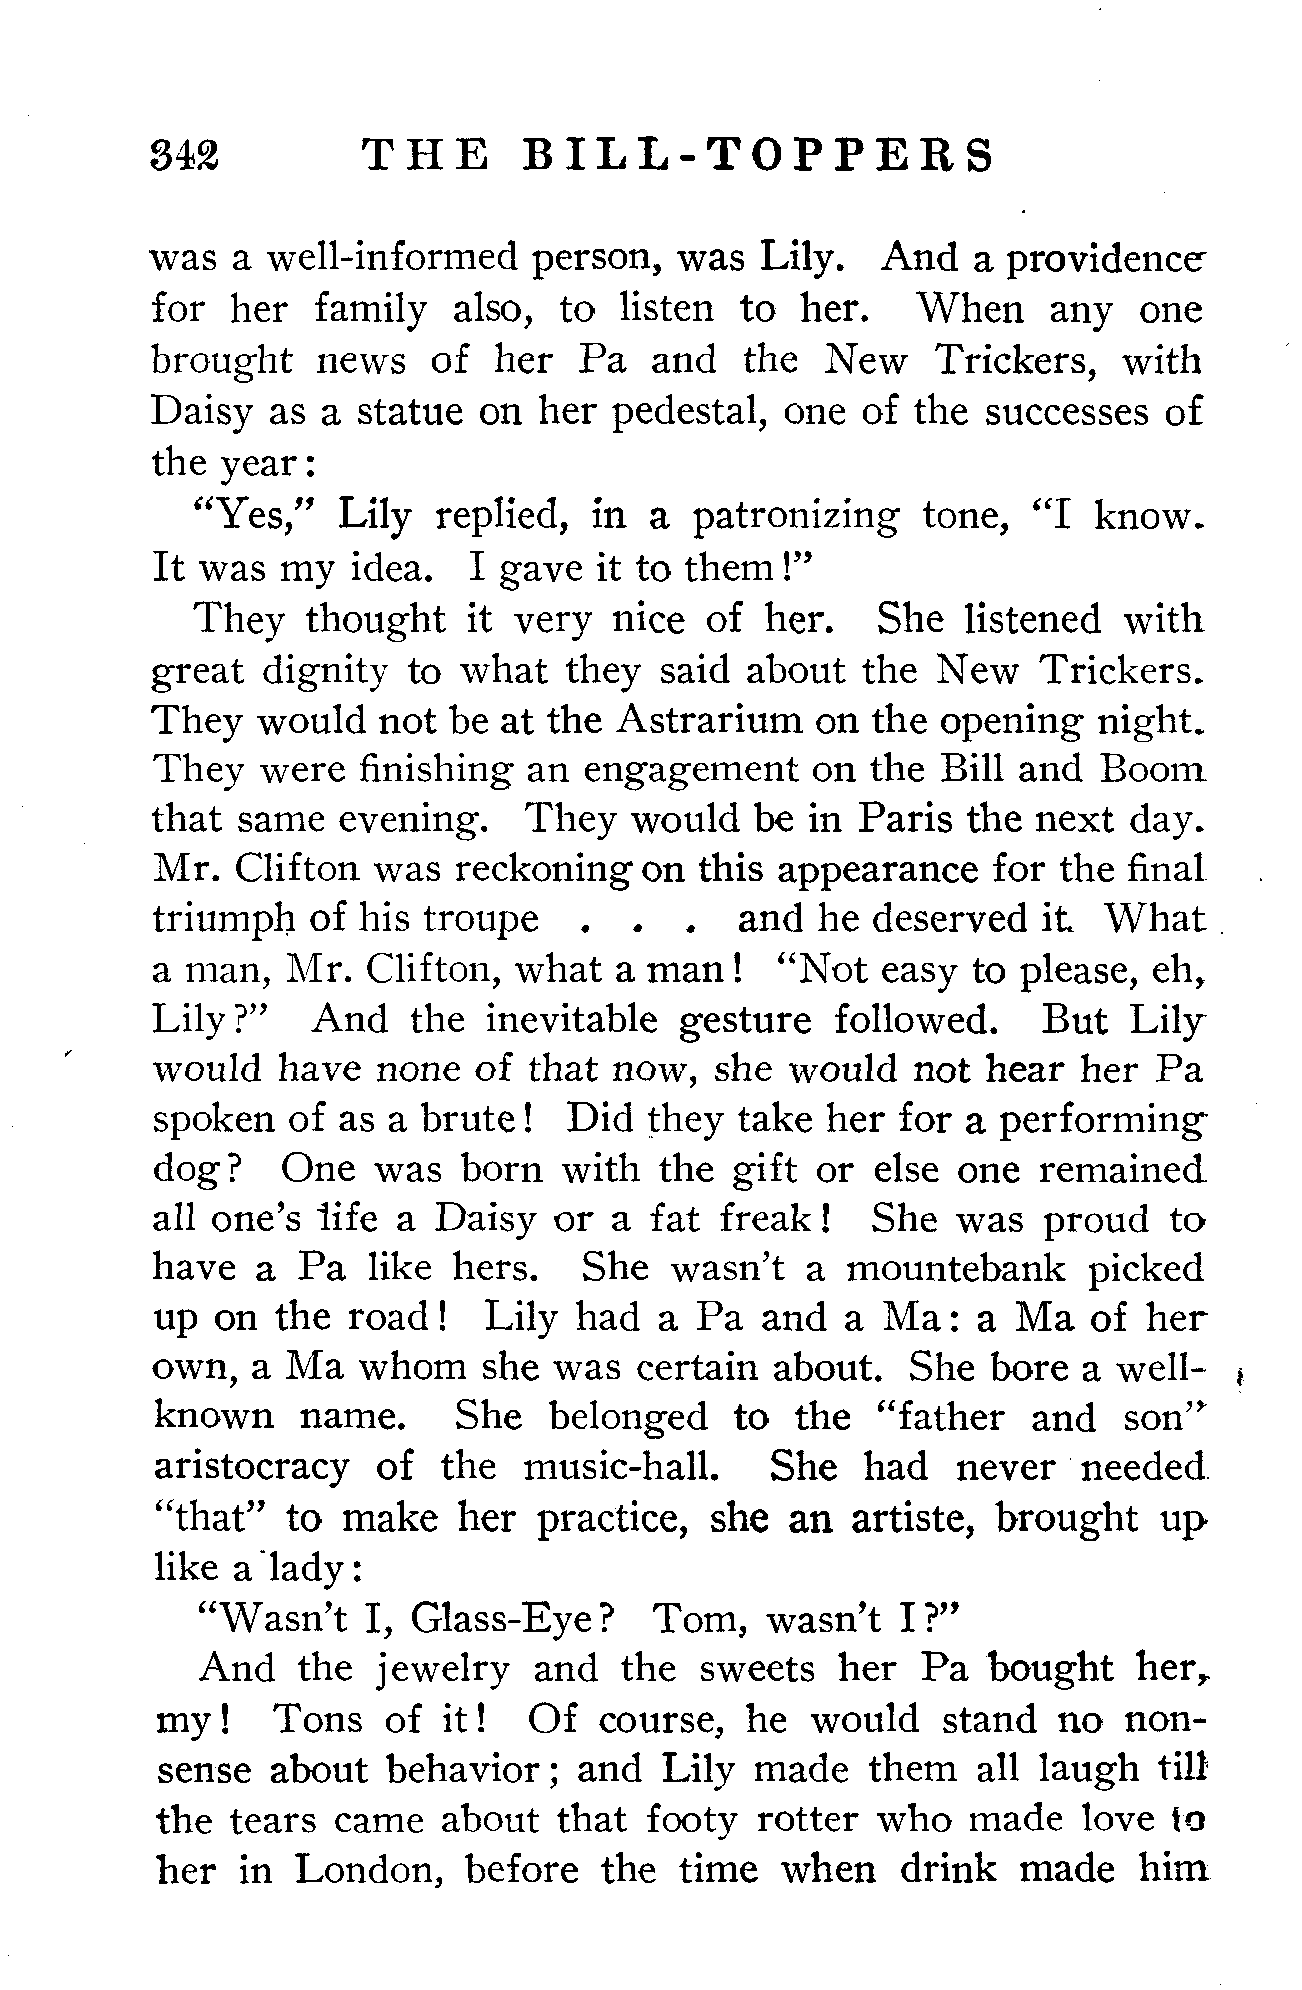 342 THE BILL-TOPPERS
was a well-informed person, was Lily. And a providence
for her family also, to listen to her. When any one
brought news of her Pa and the New Trickers, with
Daisy as a statue on her pedestal, one of the successes of
the year:
"Yes," Lily replied, in a patronizing tone, "I know.
It was my idea. I gave it to them!"
They thought it very nice of her. She listened with
great dignity to what they said about the New Trickers.
They would not be at the Astrarium on the opening night.
They were finishing an engagement on the Bill and Boom
that same evening. They would be in Paris the next day.
Mr. Clifton was reckoning on this appearance for the final
triumph of his troupe . . . and he deserved it. What
a man, Mr. Clifton, what a man! "Not easy to please, eh,
Lily?" And the inevitable gesture followed. But Lily
would have none of that now, she would not hear her Pa
spoken of as a brute! Did they take her for a performing
dog? One was born with the gift or else one remained
all one's life a Daisy or a fat freak! She was proud to
have a Pa like hers. She wasn't a mountebank picked
up on the road! Lily had a Pa and a Ma: a Ma of her
own, a Ma whom she was certain about. She bore a well-
known name. She belonged to the "father and son"
aristocracy of the music-hall. She had never needed
"that" to make her practice, she an artiste, brought up
like a lady:
"Wasn't I, Glass-Eye? Tom, wasn't I?"
And the jewelry and the sweets her Pa bought her,
my! Tons of it! Of course, he would stand no non-
sense about behavior; and Lily made them all laugh till
the tears came about that footy rotter who made love to
her in London, before the time when drink made him